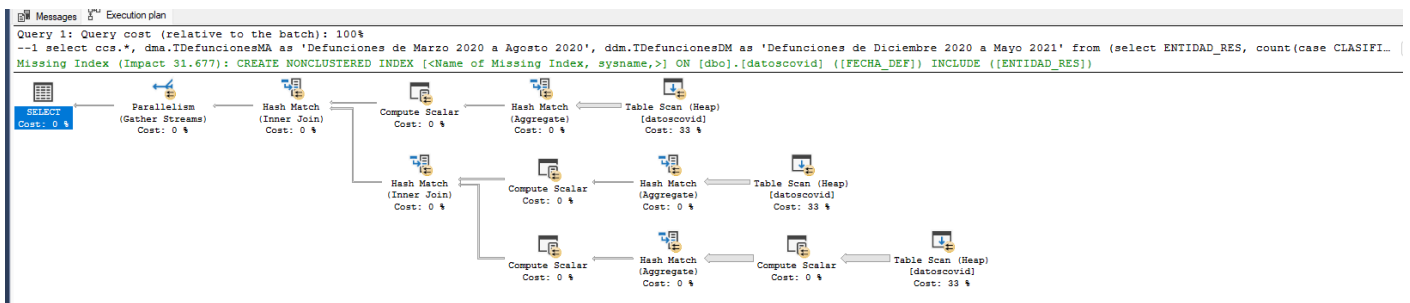 Messages Execution plan
Query 1: Query cost (relative to the batch): 100%
--1 select ccs.*, dma.TDefuncionesMA as 'Defunciones de Marzo 2020 a Agosto 2020', ddm.TDefuncionesDM as 'Defunciones de Diciembre 2020 a Mayo 2021' from (select ENTIDAD_RES, count(case CLASIFI…
Missing Index (Impact 31.677): CREATE NONCLUSTERED INDEX [<Name of Missing Index, sysname,>] ON [dbo].[datoscovid] ([FECHA_DEF]) INCLUDE ([ENTIDAD_RES])
SELECT
Cost: 0 %
Parallelism
(Gather Streams)
Cost: 0 %
Hash Match
(Inner Join)
Cost: 0 %
Compute Scalar
Cost: 0 %
Hash Match
(Aggregate)
Cost: 0 %
Table Scan (Heap)
[datoscovid]
Cost: 33 %
Hash Match
(Inner Join)
Cost: 0 %
Compute Scalar
Cost: 0 %
Hash Match
(Aggregate)
Cost: 0 %
Table Scan (Heap)
[datoscovid]
Cost: 33 %
Compute Scalar
Cost: 0 %
Hash Match
(Aggregate)
Cost: 0 %
Compute Scalar
Cost: 0 %
Table Scan (Heap)
[datoscovid]
Cost: 33 %